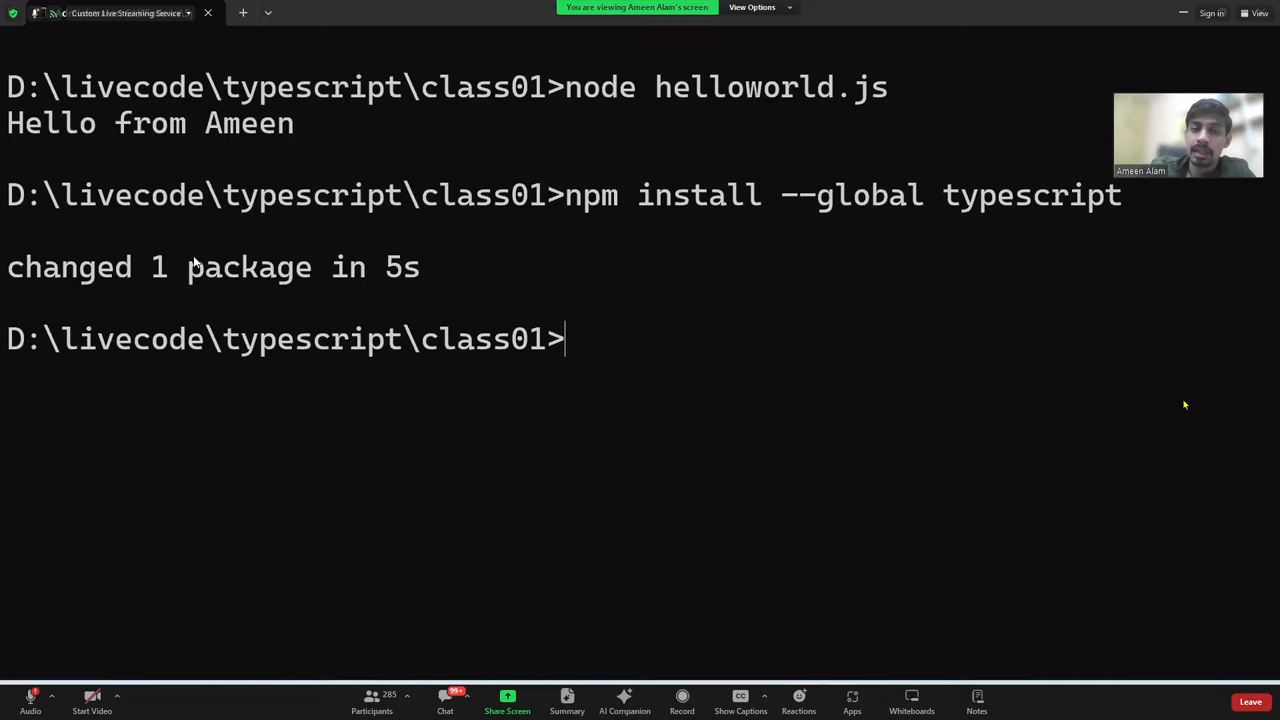 Custom Live Streaming Service
You are viewing Ameen Alam's screen
View Options
Sign in
View
D:\livecode\typescript\class01>node helloworld.js
Hello from Ameen
Ameen Alam
D:\livecode\typescript\class01>npm install --global typescript
changed 1 package in 5s
D:\livecode\typescript\class01>
Audio
Start Video
285
Participants
99+
Chat
Share Screen
Summary
AI Companion
Record
Show Captions
Reactions
Apps
Whiteboards
Notes
Leave